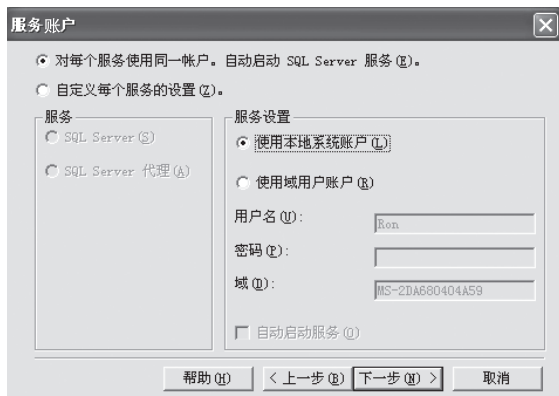 服务账户
对每个服务使用同一帐户。自动启动 SQL Server 服务(E)。
自定义每个服务的设置(Z)。
服务
SQL Server(S)
SQL Server 代理(A)
服务设置
使用本地系统账户(L)
使用域用户账户(R)
用户名(U):
Ron
密码(P):
域(D):
MS-2DA680404A59
自动启动服务(O)
帮助(H)
< 上一步(B)
下一步(N) >
取消